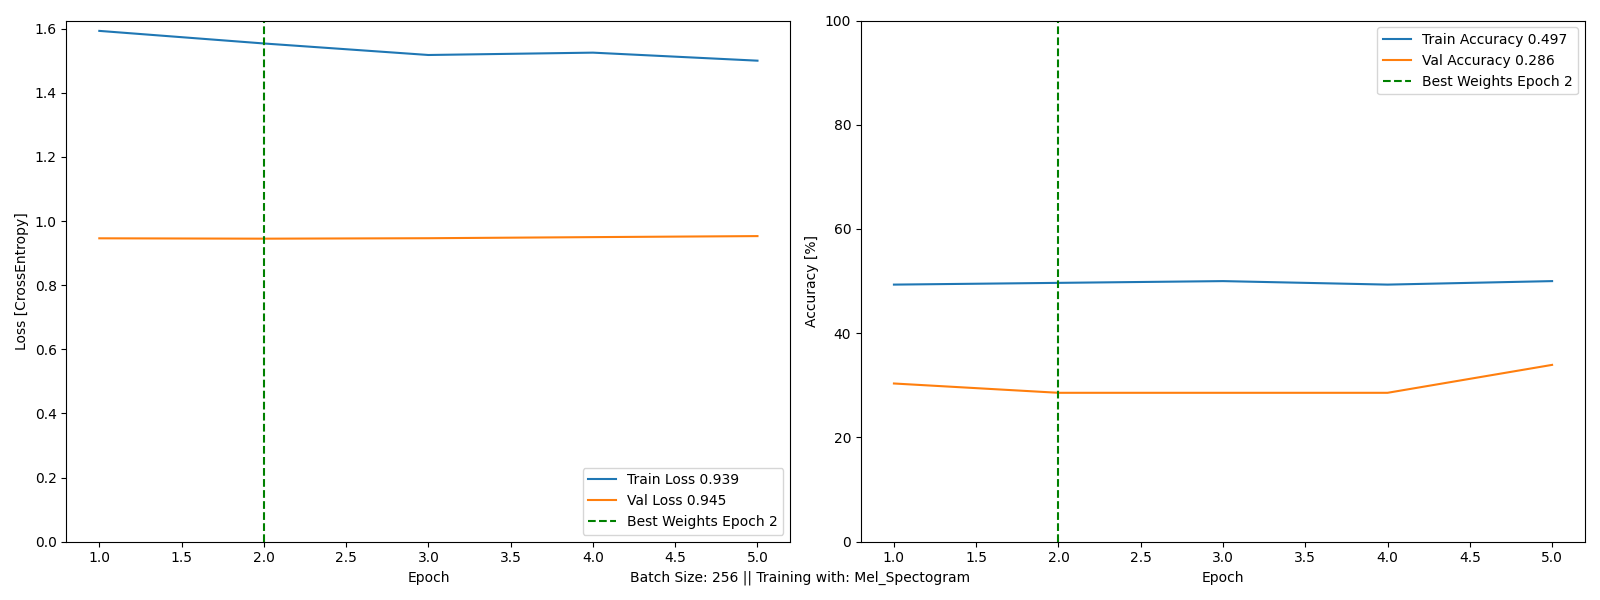 1.6
1.4
1.2
1.0
0.8
0.6
0.4
0.2
0.0
Loss [CrossEntropy]
1.0 1.5 2.0 2.5 3.0 3.5 4.0 4.5 5.0
Epoch
Train Loss 0.939
Val Loss 0.945
Best Weights Epoch 2
100
80
60
40
20
0
Accuracy [%]
1.0 1.5 2.0 2.5 3.0 3.5 4.0 4.5 5.0
Epoch
Train Accuracy 0.497
Val Accuracy 0.286
Best Weights Epoch 2
Batch Size: 256 || Training with: Mel_Spectogram